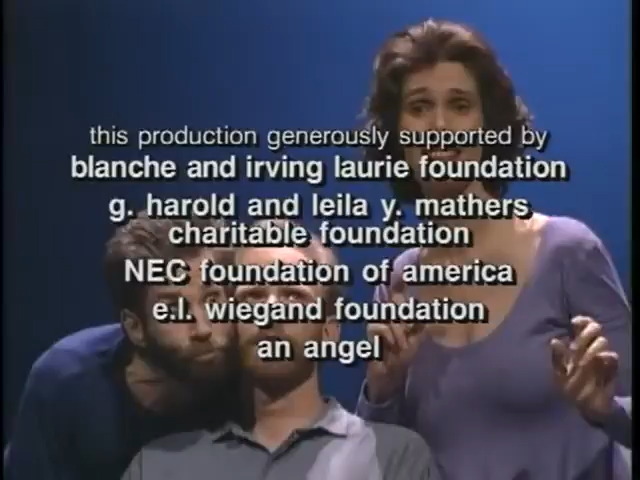 this production generously supported by
blanche and irving laurie foundation
g. harold and leila y. mathers
charitable foundation
NEC foundation of america
e.l. wiegand foundation
an angel